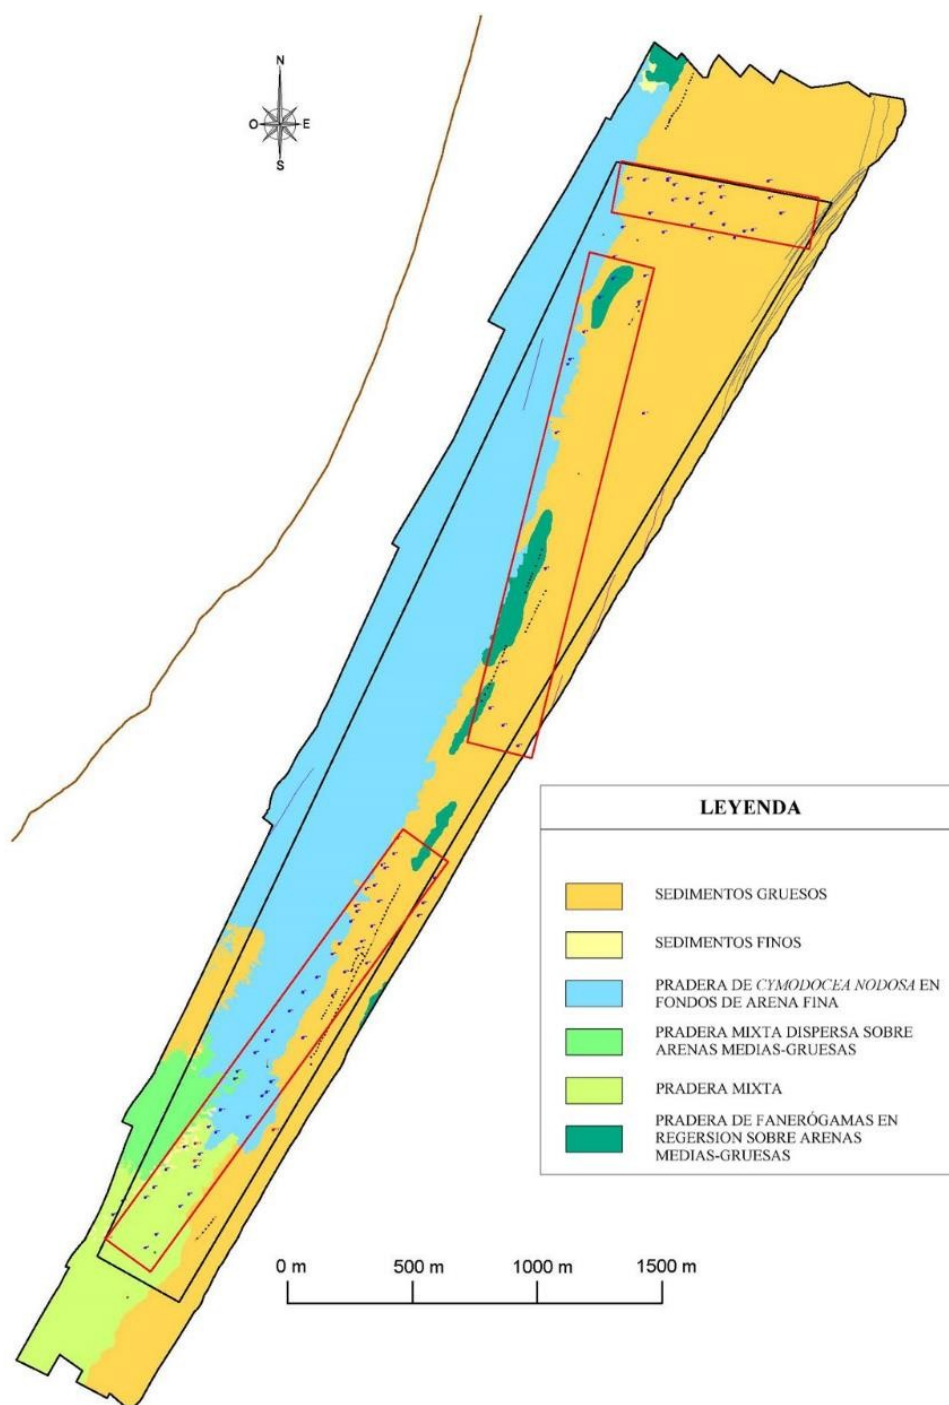 N
O E
S
LEYENDA
SEDIMENTOS GRUESOS
SEDIMENTOS FINOS
PRADERA DE CYMODOCEA NODOSA EN
FONDOS DE ARENA FINA
PRADERA MIXTA DISPERSA SOBRE
ARENAS MEDIAS-GRUESAS
PRADERA MIXTA
PRADERA DE FANERÓGAMAS EN
REGERSION SOBRE ARENAS
MEDIAS-GRUESAS
0 m 500 m 1000 m 1500 m